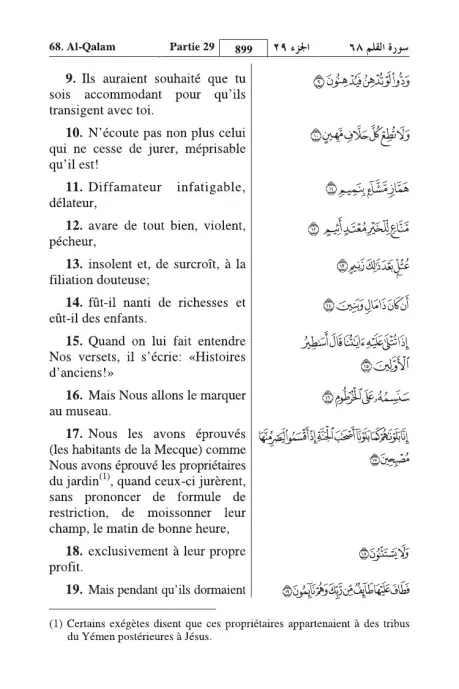 68. Al-Qalam Partie 29 899 الجزء ٢٩ سورة القلم ٦٨
9. Ils auraient souhaité que tu
sois accommodant pour qu’ils
transigent avec toi.
وَدُّواْ لَوۡ تُدۡهِنُ فَيُدۡهِنُونَ ٩
10. N’écoute pas non plus celui
qui ne cesse de jurer, méprisable
qu’il est!
وَلَا تُطِعۡ كُلَّ حَلَّافٖ مَّهِينٍ ١٠
11. Diffamateur infatigable,
délateur,
هَمَّازٖ مَّشَّآءِۭ بِنَمِيمٖ ١١
12. avare de tout bien, violent,
pécheur,
مَّنَّاعٖ لِّلۡخَيۡرِ مُعۡتَدٍ أَثِيمٍ ١٢
13. insolent et, de surcroît, à la
filiation douteuse;
عُتُلِّۭ بَعۡدَ ذَٰلِكَ زَنِيمٍ ١٣
14. fût-il nanti de richesses et
eût-il des enfants.
أَن كَانَ ذَا مَالٖ وَبَنِينَ ١٤
15. Quand on lui fait entendre
Nos versets, il s’écrie: «Histoires
d’anciens!»
إِذَا تُتۡلَىٰ عَلَيۡهِ ءَايَٰتُنَا قَالَ أَسَٰطِيرُ
ٱلۡأَوَّلِينَ ١٥
16. Mais Nous allons le marquer
au museau.
سَنَسِمُهُۥ عَلَى ٱلۡخُرۡطُومِ ١٦
17. Nous les avons éprouvés
(les habitants de la Mecque) comme
Nous avons éprouvé les propriétaires
du jardin(1), quand ceux-ci jurèrent,
sans prononcer de formule de
restriction, de moissonner leur
champ, le matin de bonne heure,
إِنَّا بَلَوۡنَٰهُمۡ كَمَا بَلَوۡنَآ أَصۡحَٰبَ ٱلۡجَنَّةِ إِذۡ أَقۡسَمُواْ لَيَصۡرِمُنَّهَا
مُصۡبِحِينَ ١٧
18. exclusivement à leur propre
profit.
وَلَا يَسۡتَثۡنُونَ ١٨
19. Mais pendant qu’ils dormaient
فَطَافَ عَلَيۡهَا طَآئِفٞ مِّن رَّبِّكَ وَهُمۡ نَآئِمُونَ ١٩
(1) Certains exégètes disent que ces propriétaires appartenaient à des tribus
du Yémen postérieures à Jésus.